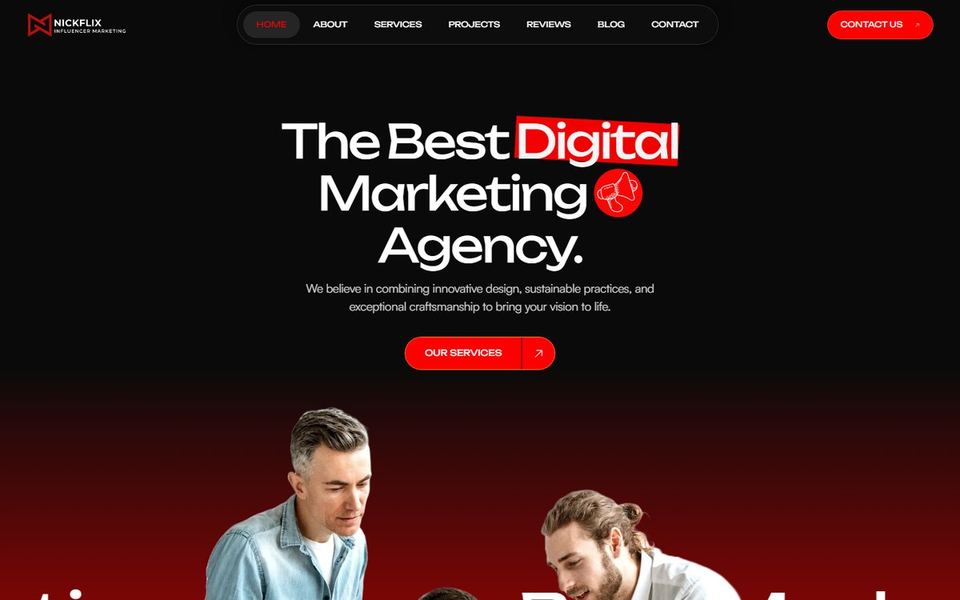 NICKFLIX
INFLUENCER MARKETING
HOME
ABOUT
SERVICES
PROJECTS
REVIEWS
BLOG
CONTACT
CONTACT US
The Best Digital
Marketing
Agency.
We believe in combining innovative design, sustainable practices, and
exceptional craftsmanship to bring your vision to life.
OUR SERVICES